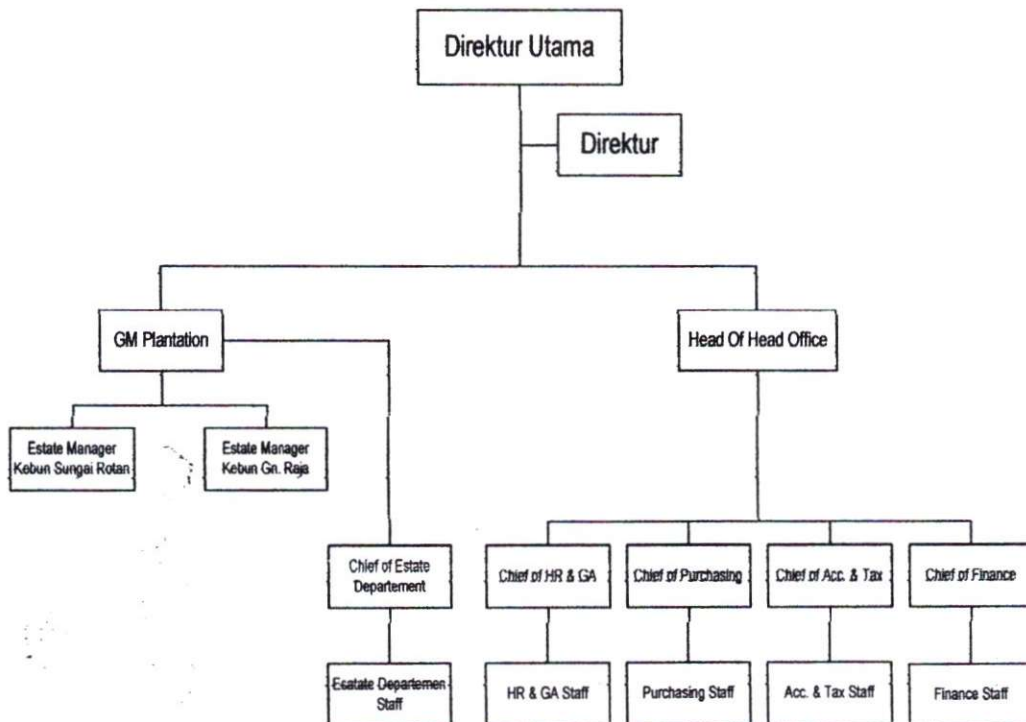 Direktur Utama
Direktur
GM Plantation
Head Of Head Office
Estate Manager
Kebun Sungai Rotan
Estate Manager
Kebun Gn. Raja
Chief of Estate
Departement
Chief of HR & GA
Chief of Purchasing
Chief of Acc. & Tax
Chief of Finance
Esatate Departemen
Staff
HR & GA Staff
Purchasing Staff
Acc. & Tax Staff
Finance Staff